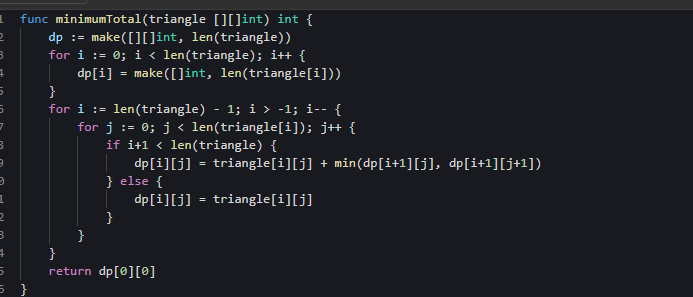 1 func minimumTotal(triangle [][]int) int {
2     dp := make([][]int, len(triangle))
3     for i := 0; i < len(triangle); i++ {
4         dp[i] = make([]int, len(triangle[i]))
5     }
6     for i := len(triangle) - 1; i > -1; i-- {
7         for j := 0; j < len(triangle[i]); j++ {
8             if i+1 < len(triangle) {
9                 dp[i][j] = triangle[i][j] + min(dp[i+1][j], dp[i+1][j+1])
0             } else {
1                 dp[i][j] = triangle[i][j]
2             }
3         }
4     }
5     return dp[0][0]
6 }